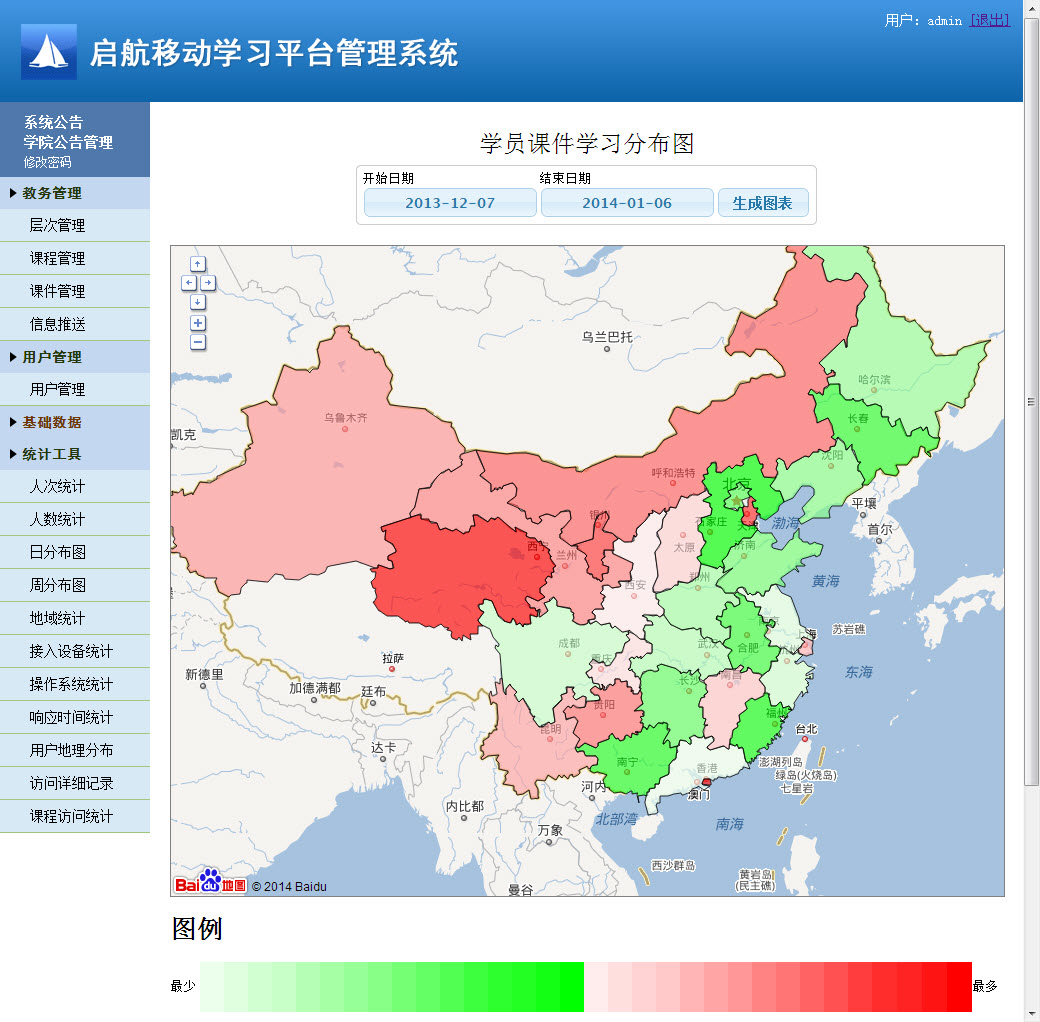 用户：admin [退出]
启航移动学习平台管理系统
系统公告
学院公告管理
修改密码
教务管理
层次管理
课程管理
课件管理
信息推送
用户管理
用户管理
基础数据
统计工具
人次统计
人数统计
日分布图
周分布图
地域统计
接入设备统计
操作系统统计
响应时间统计
用户地理分布
访问详细记录
课程访问统计
学员课件学习分布图
开始日期 结束日期
2013-12-07 2014-01-06 生成图表
乌兰巴托
哈尔滨
乌鲁木齐
长春
凯克
沈阳
呼和浩特
北京
平壤
银川
石家庄
天津
渤海
首尔
太原
西宁
兰州
济南
黄海
郑州
西安
南京
上海
苏岩礁
成都
武汉
合肥
杭州
拉萨
重庆
东海
新德里
长沙
南昌
加德满都
廷布
贵阳
福州
昆明
台北
达卡
南宁
香港
澎湖列岛
绿岛(火烧岛)
七星岩
河内
澳门
内比都
北部湾
南海
万象
西沙群岛
黄岩岛
(民主礁)
曼谷
Bai du 地图 © 2014 Baidu
图例
最少 最多